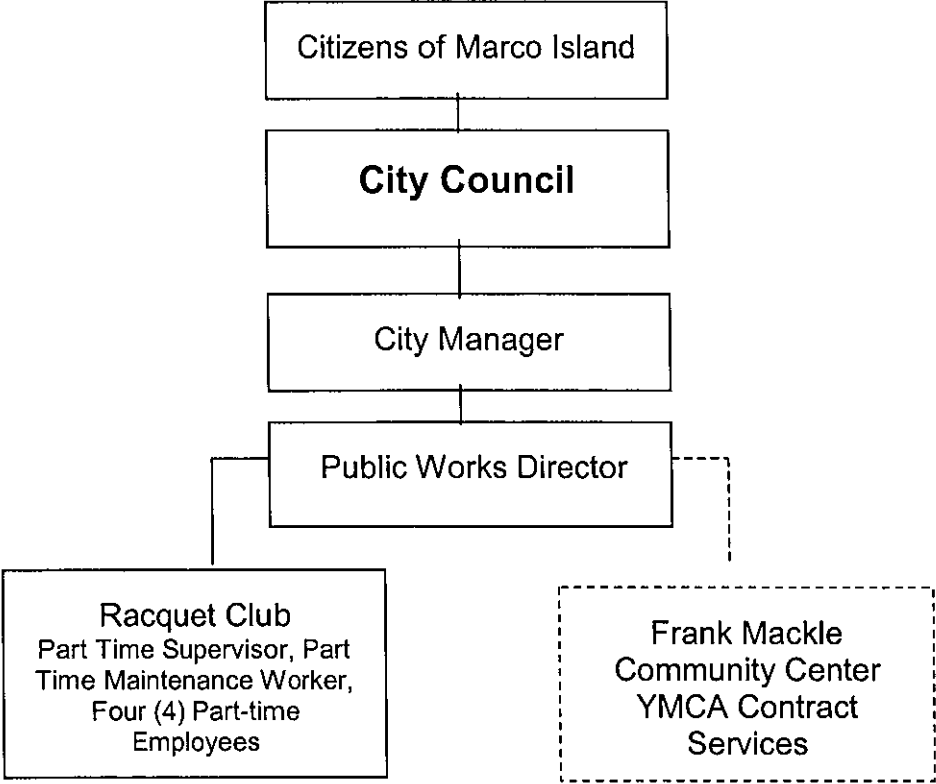 Citizens of Marco Island
City Council
City Manager
Public Works Director
Racquet Club
Part Time Supervisor, Part
Time Maintenance Worker,
Four (4) Part-time
Employees
Frank Mackle
Community Center
YMCA Contract
Services